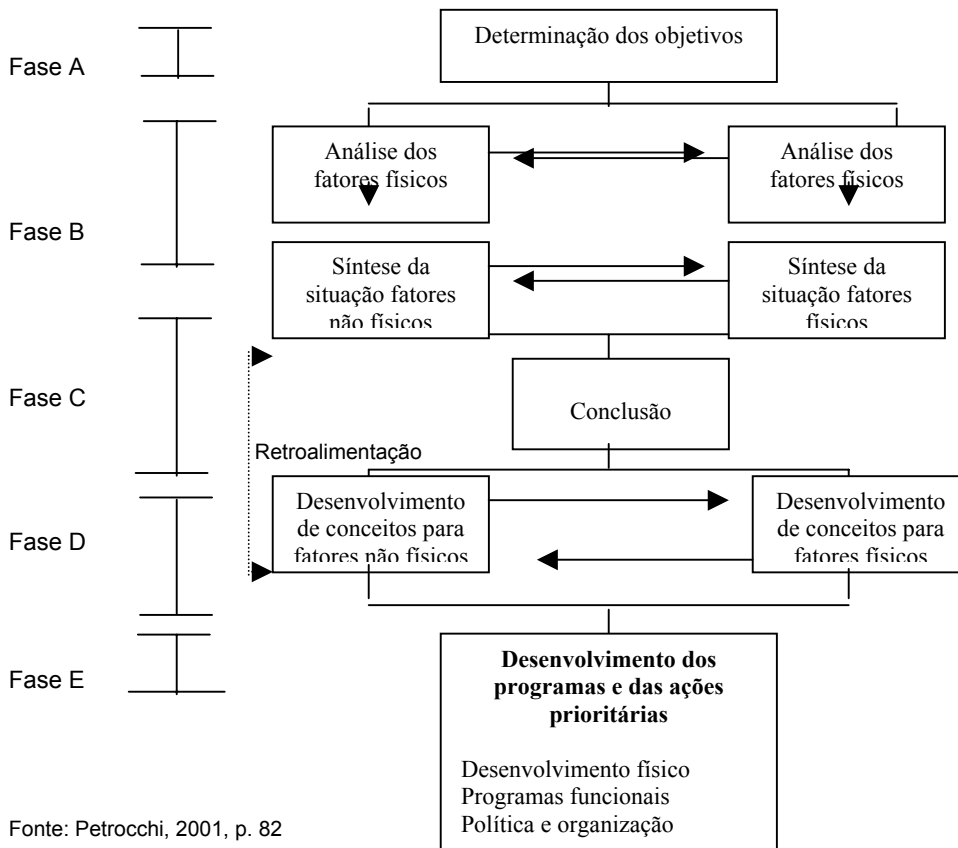 Determinação dos objetivos
Fase A
Análise dos
fatores físicos
Análise dos
fatores físicos
Fase B
Síntese da
situação fatores
não físicos
Síntese da
situação fatores
físicos
Fase C
Conclusão
Retroalimentação
Fase D
Desenvolvimento
de conceitos para
fatores não físicos
Desenvolvimento
de conceitos para
fatores físicos
Fase E
Desenvolvimento dos
programas e das ações
prioritárias
Desenvolvimento físico
Programas funcionais
Política e organização
Fonte: Petrocchi, 2001, p. 82